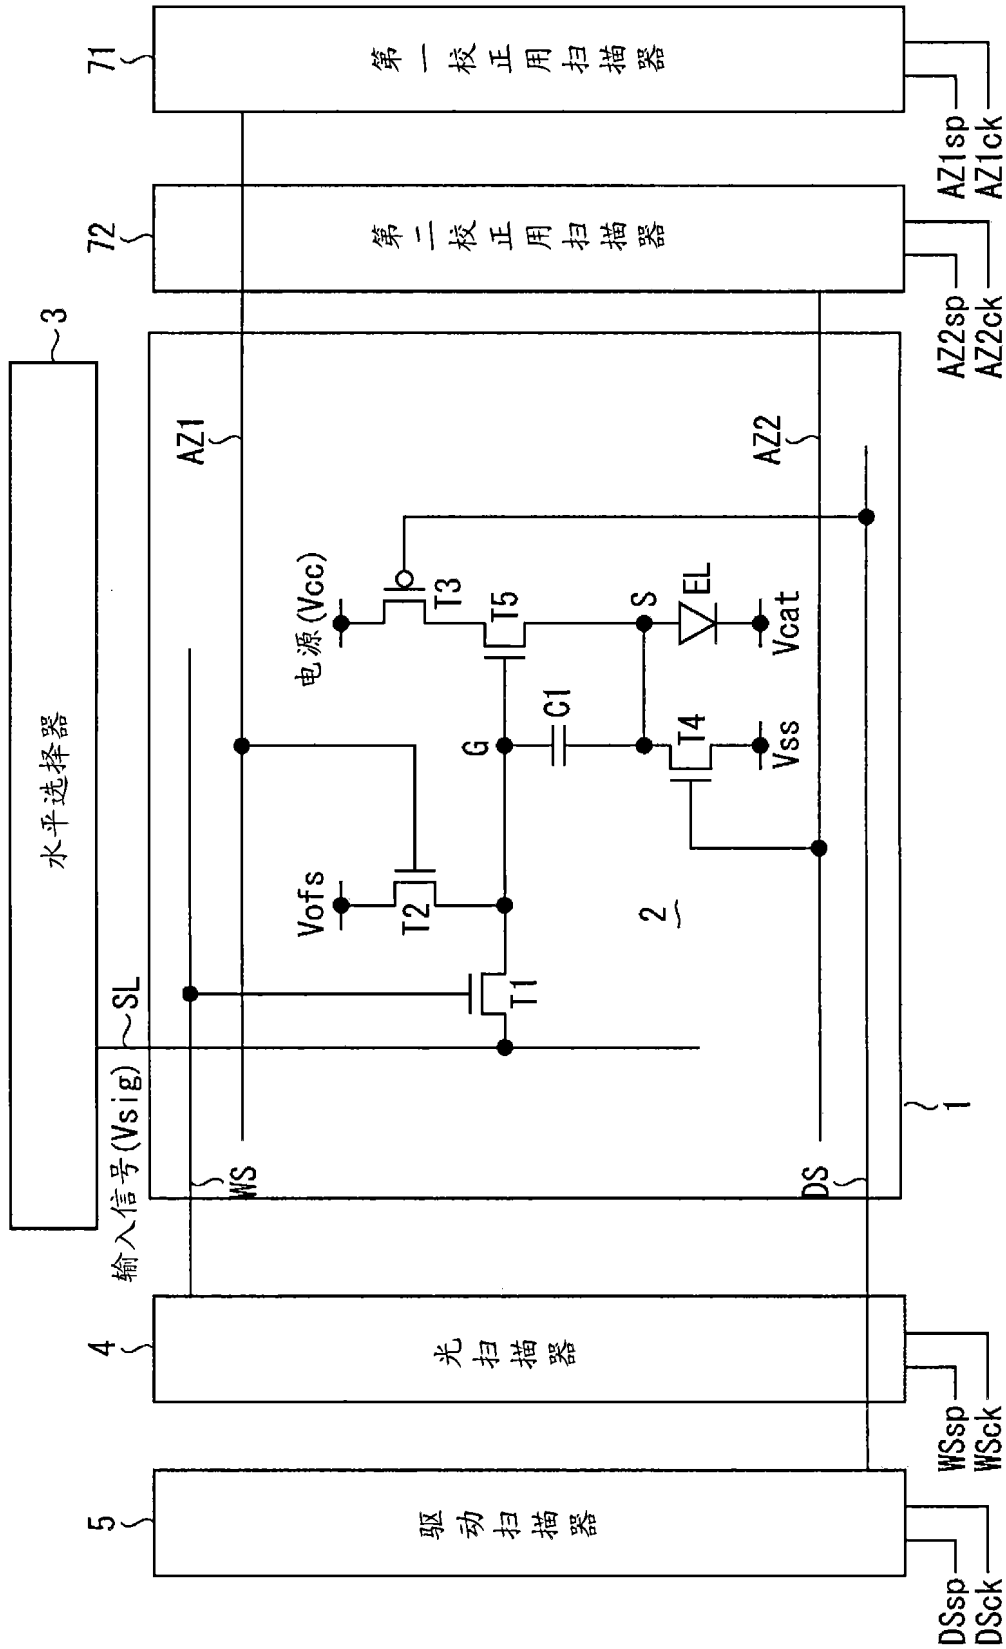 3
水平选择器
输入信号(Vsig)
SL
5
驱动扫描器
DSsp
DSck
4
光扫描器
WSsp
WSck
WS
DS
1
AZ1
AZ2
Vofs
T2
T1
2
G
C1
电源(Vcc)
T3
T5
S
EL
Vcat
T4
Vss
72
第二校正用扫描器
AZ2sp
AZ2ck
71
第一校正用扫描器
AZ1sp
AZ1ck